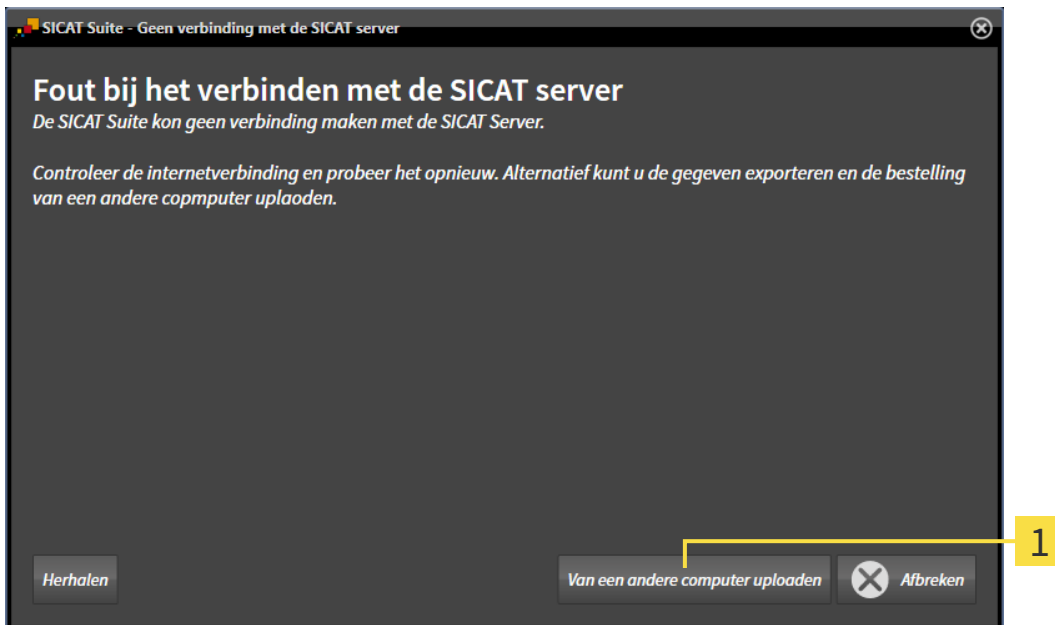 SICAT Suite - Geen verbinding met de SICAT server
Fout bij het verbinden met de SICAT server
De SICAT Suite kon geen verbinding maken met de SICAT Server.
Controleer de internetverbinding en probeer het opnieuw. Alternatief kunt u de gegeven exporteren en de bestelling
van een andere copmputer uplaoden.
1
Herhalen
Van een andere computer uploaden
Afbreken